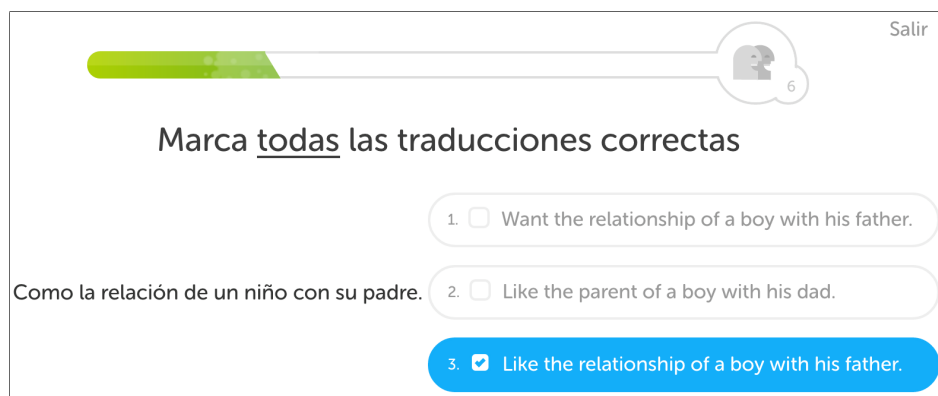 Salir
6
Marca todas las traducciones correctas
Como la relación de un niño con su padre.
1. Want the relationship of a boy with his father.
2. Like the parent of a boy with his dad.
3. Like the relationship of a boy with his father.